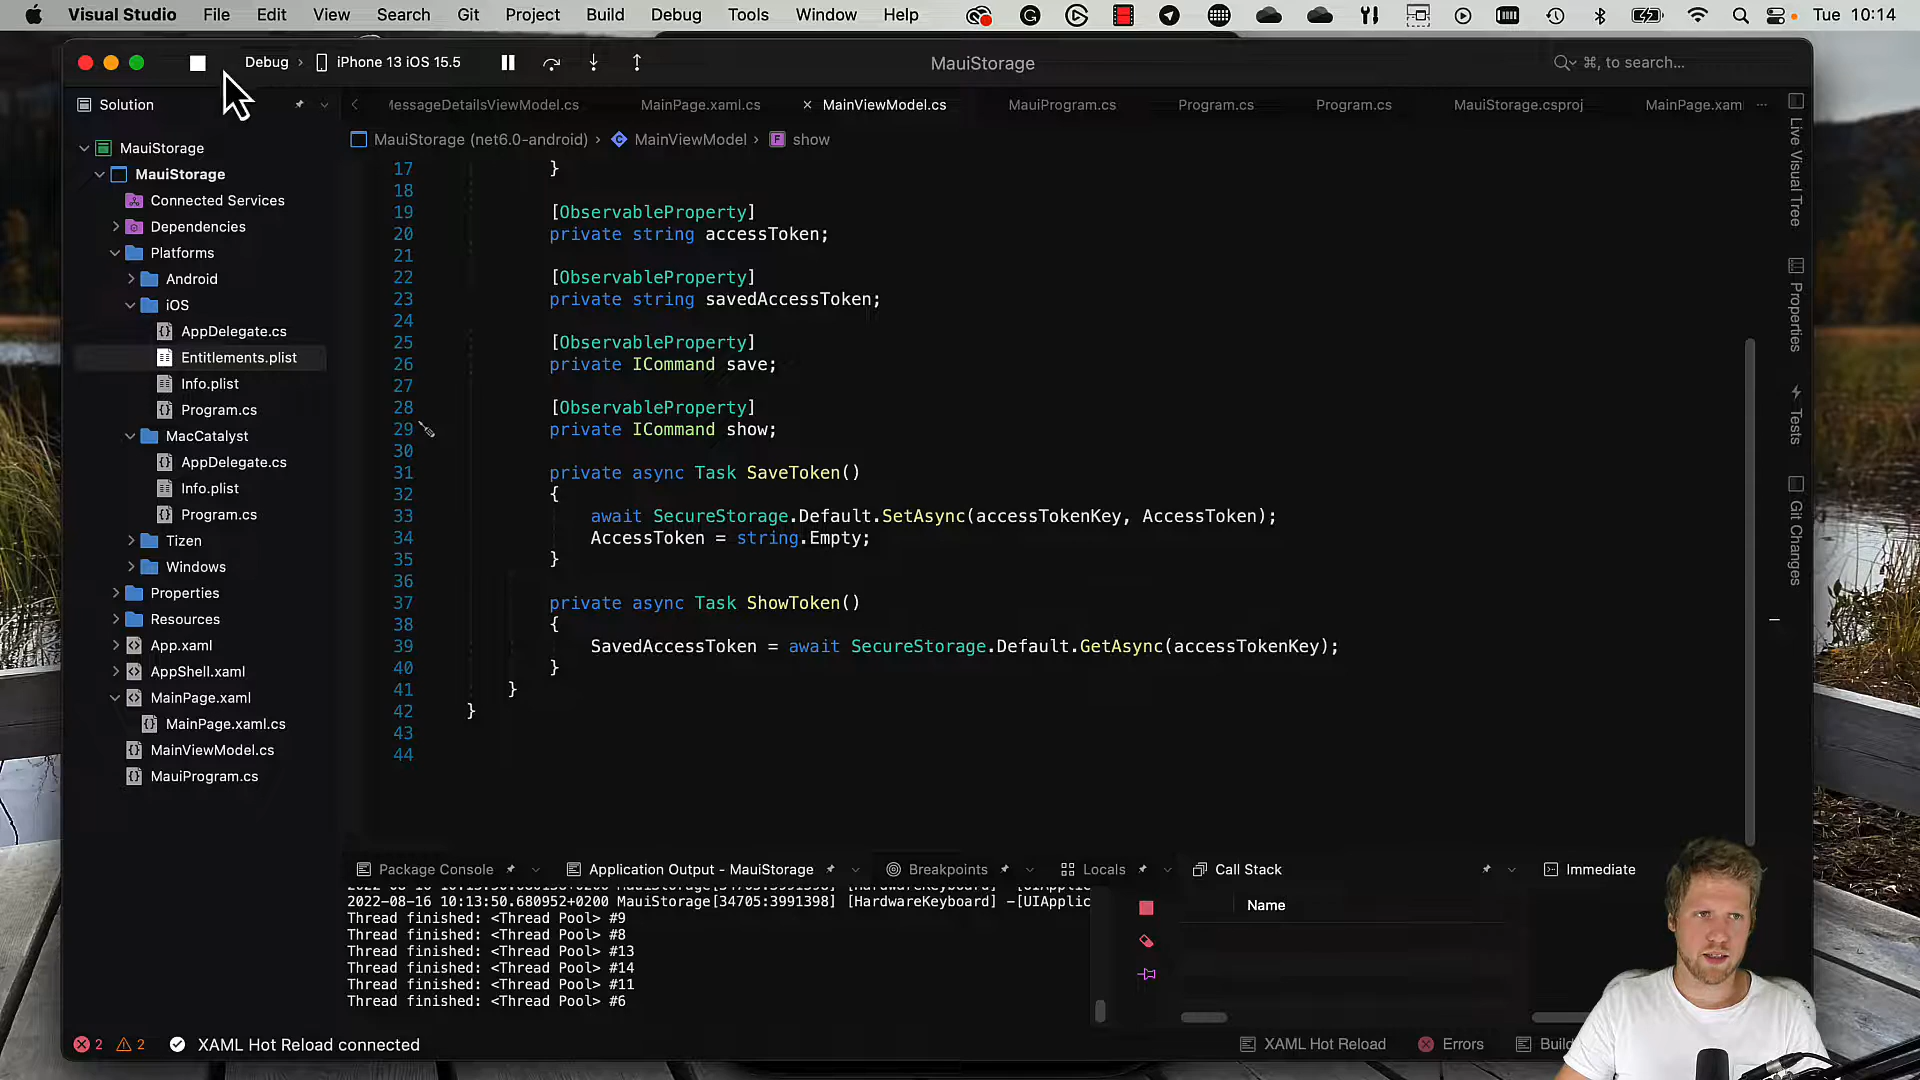 Visual Studio File Edit View Search Git Project Build Debug Tools Window Help Tue 10:14
Debug › iPhone 13 iOS 15.5 MauiStorage ⌘, to search...
Solution MessageDetailsViewModel.cs MainPage.xaml.cs × MainViewModel.cs MauiProgram.cs Program.cs Program.cs MauiStorage.csproj MainPage.xam ...
MauiStorage (net6.0-android) › MainViewModel › show
MauiStorage
MauiStorage
Connected Services
Dependencies
Platforms
Android
iOS
AppDelegate.cs
Entitlements.plist
Info.plist
Program.cs
MacCatalyst
AppDelegate.cs
Info.plist
Program.cs
Tizen
Windows
Properties
Resources
App.xaml
AppShell.xaml
MainPage.xaml
MainPage.xaml.cs
MainViewModel.cs
MauiProgram.cs
17 }
18
19 [ObservableProperty]
20 private string accessToken;
21
22 [ObservableProperty]
23 private string savedAccessToken;
24
25 [ObservableProperty]
26 private ICommand save;
27
28 [ObservableProperty]
29 private ICommand show;
30
31 private async Task SaveToken()
32 {
33 await SecureStorage.Default.SetAsync(accessTokenKey, AccessToken);
34 AccessToken = string.Empty;
35 }
36
37 private async Task ShowToken()
38 {
39 SavedAccessToken = await SecureStorage.Default.GetAsync(accessTokenKey);
40 }
41 }
42 }
43
44
Live Visual Tree
Properties
Tests
Git Changes
Package Console Application Output - MauiStorage Breakpoints Locals Call Stack Immediate
2022-08-16 10:13:50.680952+0200 MauiStorage[34705:3991398] [HardwareKeyboard] -[UIApplic
Thread finished: <Thread Pool> #9
Thread finished: <Thread Pool> #8
Thread finished: <Thread Pool> #13
Thread finished: <Thread Pool> #14
Thread finished: <Thread Pool> #11
Thread finished: <Thread Pool> #6
Name
2 2 XAML Hot Reload connected XAML Hot Reload Errors Build